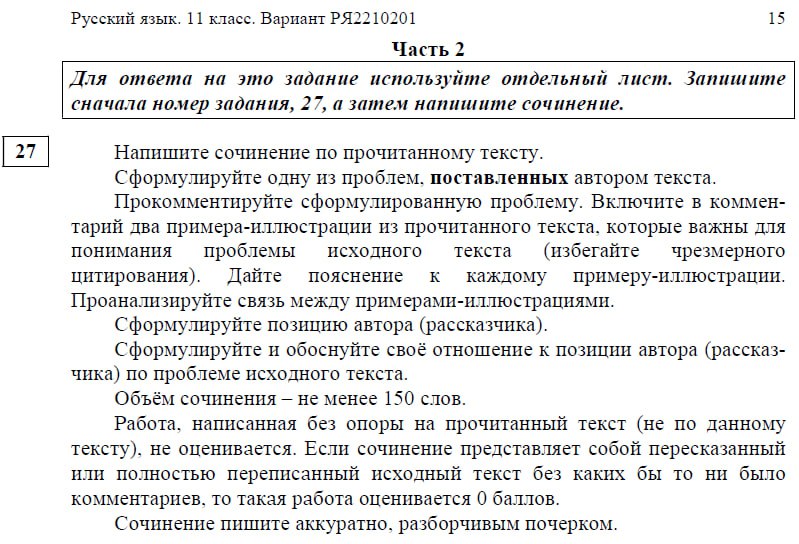 Русский язык. 11 класс. Вариант РЯ2210201 15
Часть 2
Для ответа на это задание используйте отдельный лист. Запишите
сначала номер задания, 27, а затем напишите сочинение.
27 Напишите сочинение по прочитанному тексту.
Сформулируйте одну из проблем, поставленных автором текста.
Прокомментируйте сформулированную проблему. Включите в коммен-
тарий два примера-иллюстрации из прочитанного текста, которые важны для
понимания проблемы исходного текста (избегайте чрезмерного
цитирования). Дайте пояснение к каждому примеру-иллюстрации.
Проанализируйте связь между примерами-иллюстрациями.
Сформулируйте позицию автора (рассказчика).
Сформулируйте и обоснуйте своё отношение к позиции автора (рассказ-
чика) по проблеме исходного текста.
Объём сочинения – не менее 150 слов.
Работа, написанная без опоры на прочитанный текст (не по данному
тексту), не оценивается. Если сочинение представляет собой пересказанный
или полностью переписанный исходный текст без каких бы то ни было
комментариев, то такая работа оценивается 0 баллов.
Сочинение пишите аккуратно, разборчивым почерком.